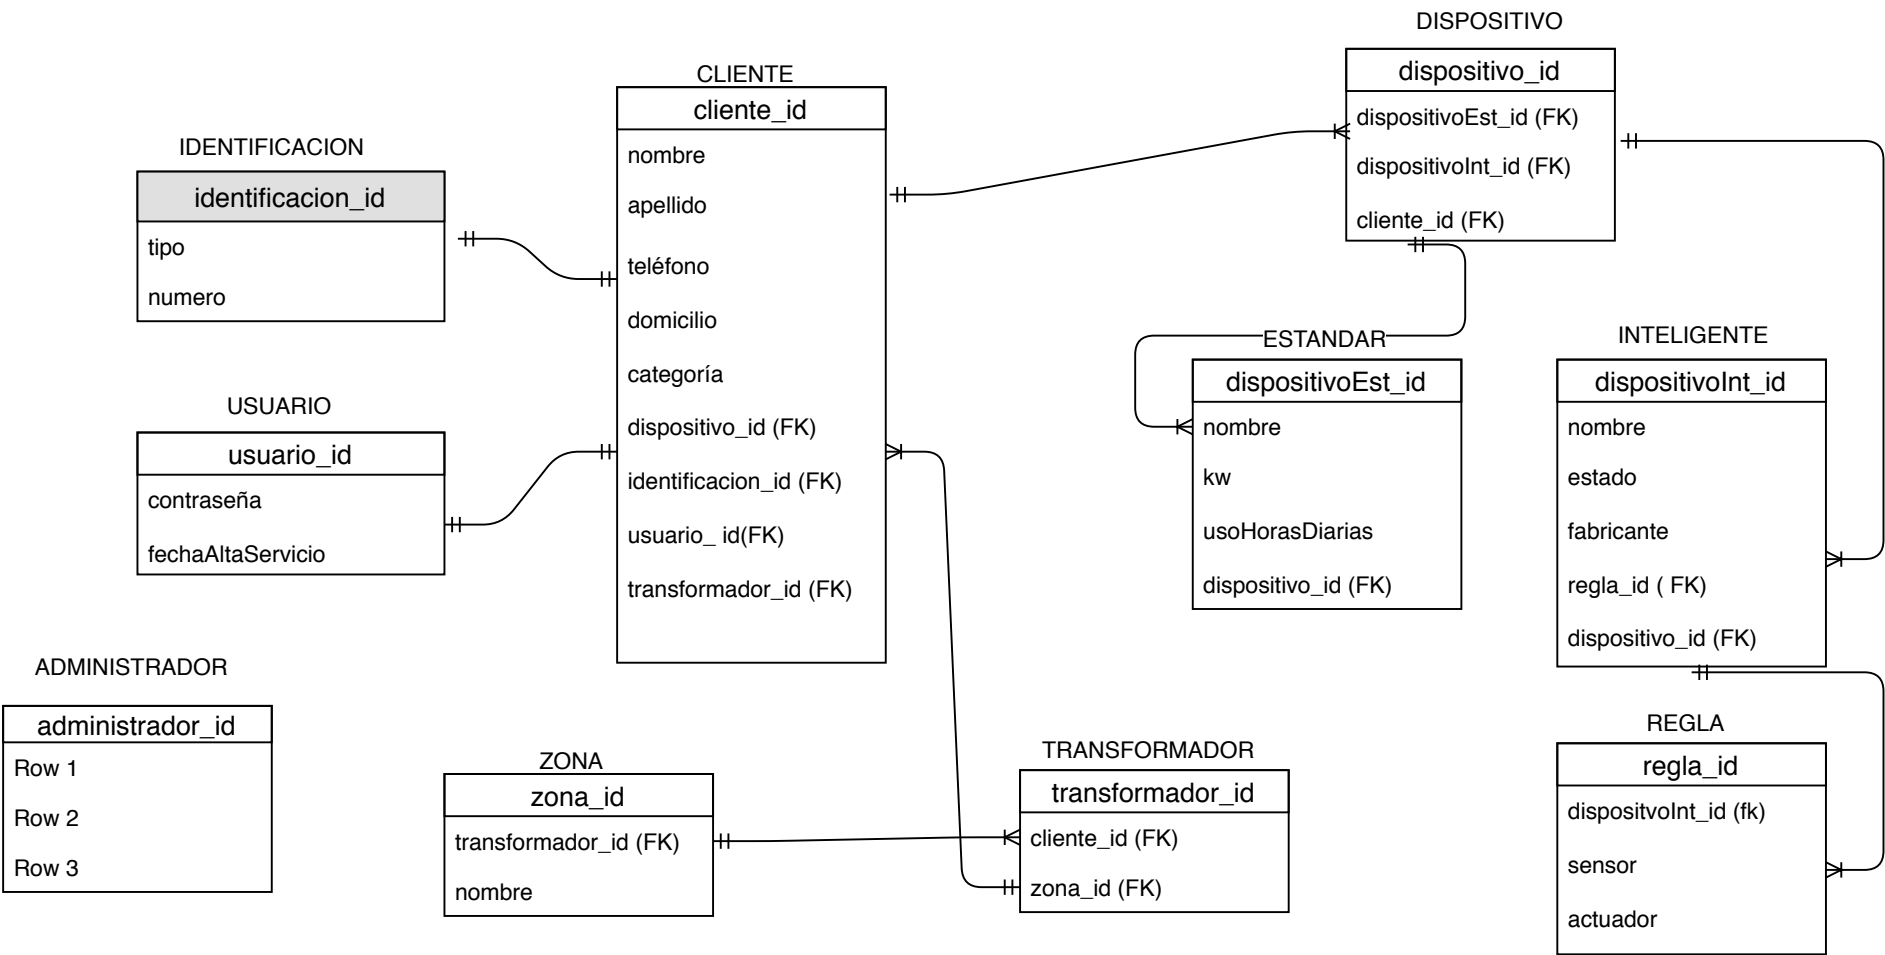 DISPOSITIVO
dispositivo_id
dispositivoEst_id (FK)
dispositivoInt_id (FK)
cliente_id (FK)
CLIENTE
cliente_id
nombre
apellido
teléfono
domicilio
categoría
dispositivo_id (FK)
identificacion_id (FK)
usuario_ id(FK)
transformador_id (FK)
IDENTIFICACION
identificacion_id
tipo
numero
USUARIO
usuario_id
contraseña
fechaAltaServicio
ESTANDAR
dispositivoEst_id
nombre
kw
usoHorasDiarias
dispositivo_id (FK)
INTELIGENTE
dispositivoInt_id
nombre
estado
fabricante
regla_id ( FK)
dispositivo_id (FK)
ADMINISTRADOR
administrador_id
Row 1
Row 2
Row 3
ZONA
zona_id
transformador_id (FK)
nombre
TRANSFORMADOR
transformador_id
cliente_id (FK)
zona_id (FK)
REGLA
regla_id
dispositvoInt_id (fk)
sensor
actuador